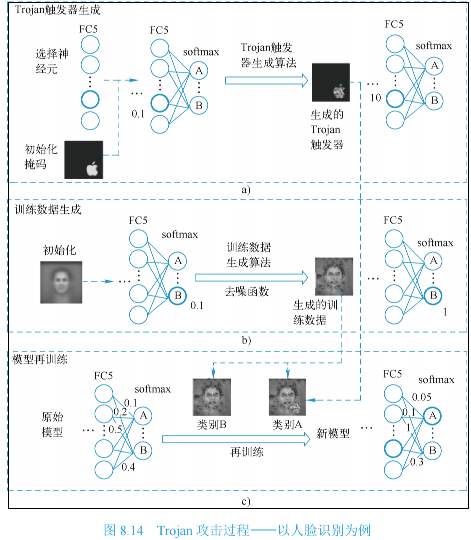 Trojan触发器生成
FC5
FC5
FC5
softmax
softmax
选择神
经元
Trojan触发
器生成算法
A
A
B
B
...
0.1
...
10
初始化
掩码
生成的
Trojan
触发器
a)
训练数据生成
FC5
FC5
softmax
softmax
初始化
训练数据
生成算法
去噪函数
A
A
B
B
...
0.1
...
1
生成的训
练数据
b)
模型再训练
FC5
softmax
FC5
softmax
原始
模型
0.1
0.2
0.5
0.4
A
B
类别B
类别A
再训练
新模型
...
0.05
0.1
1
0.3
A
B
c)
图 8.14 Trojan 攻击过程——以人脸识别为例